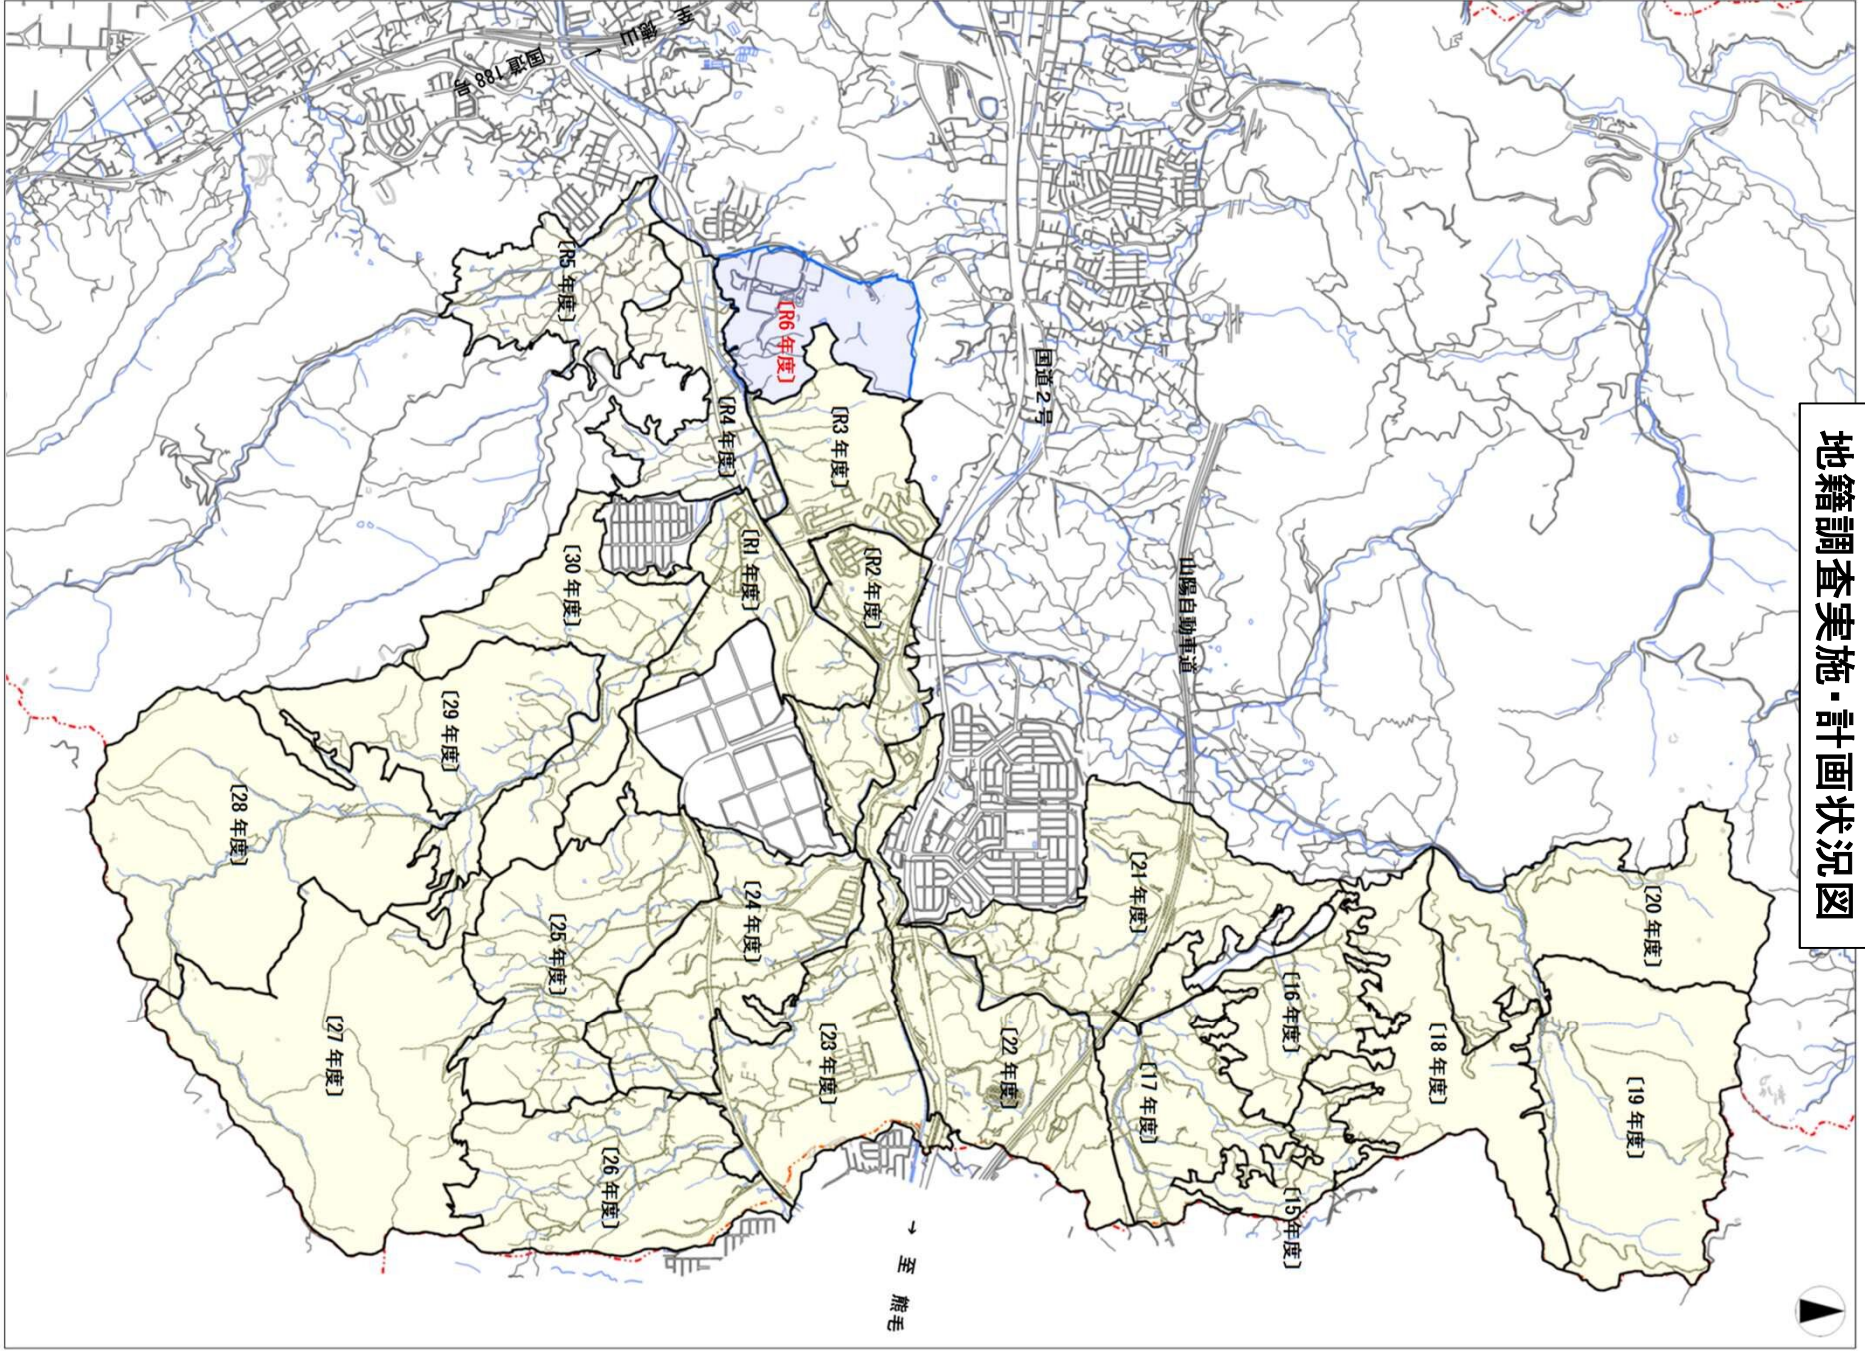 地籍調査実施・計画状況図
至 徳山
国道188号
国道2号
山陽自動車道
→ 至 熊毛
〔20年度〕
〔19年度〕
〔18年度〕
〔16年度〕
〔15年度〕
〔17年度〕
〔21年度〕
〔22年度〕
〔R6年度〕
〔R3年度〕
〔R2年度〕
〔R4年度〕
〔R1年度〕
〔R5年度〕
〔30年度〕
〔24年度〕
〔23年度〕
〔25年度〕
〔26年度〕
〔29年度〕
〔28年度〕
〔27年度〕